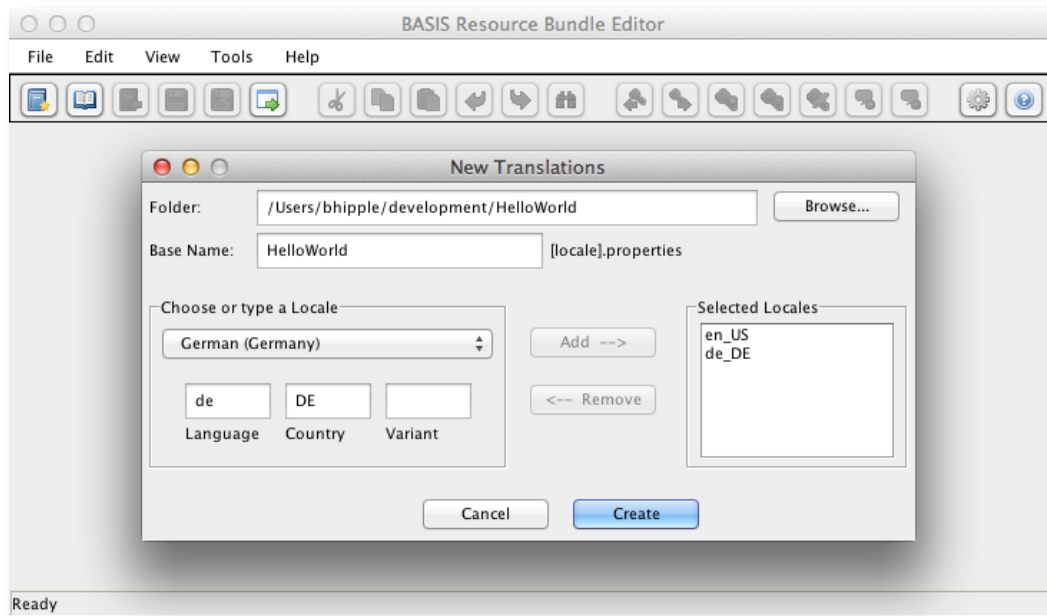 BASIS Resource Bundle Editor
File Edit View Tools Help
New Translations
Folder: /Users/bhipple/development/HelloWorld Browse...
Base Name: HelloWorld [locale].properties
Choose or type a Locale
German (Germany)
de DE
Language Country Variant
Add -->
<-- Remove
Selected Locales
en_US
de_DE
Cancel Create
Ready